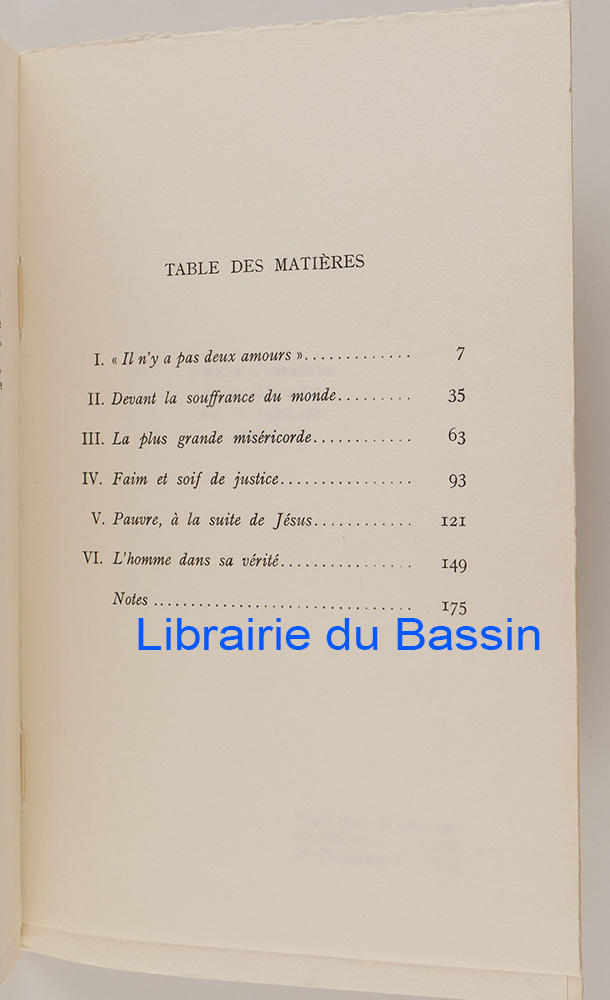 TABLE DES MATIÈRES
I. « Il n'y a pas deux amours »............. 7
II. Devant la souffrance du monde.......... 35
III. La plus grande miséricorde............ 63
IV. Faim et soif de justice................ 93
V. Pauvre, à la suite de Jésus............. 121
VI. L'homme dans sa vérité................. 149
Notes ................................ 175
Librairie du Bassin